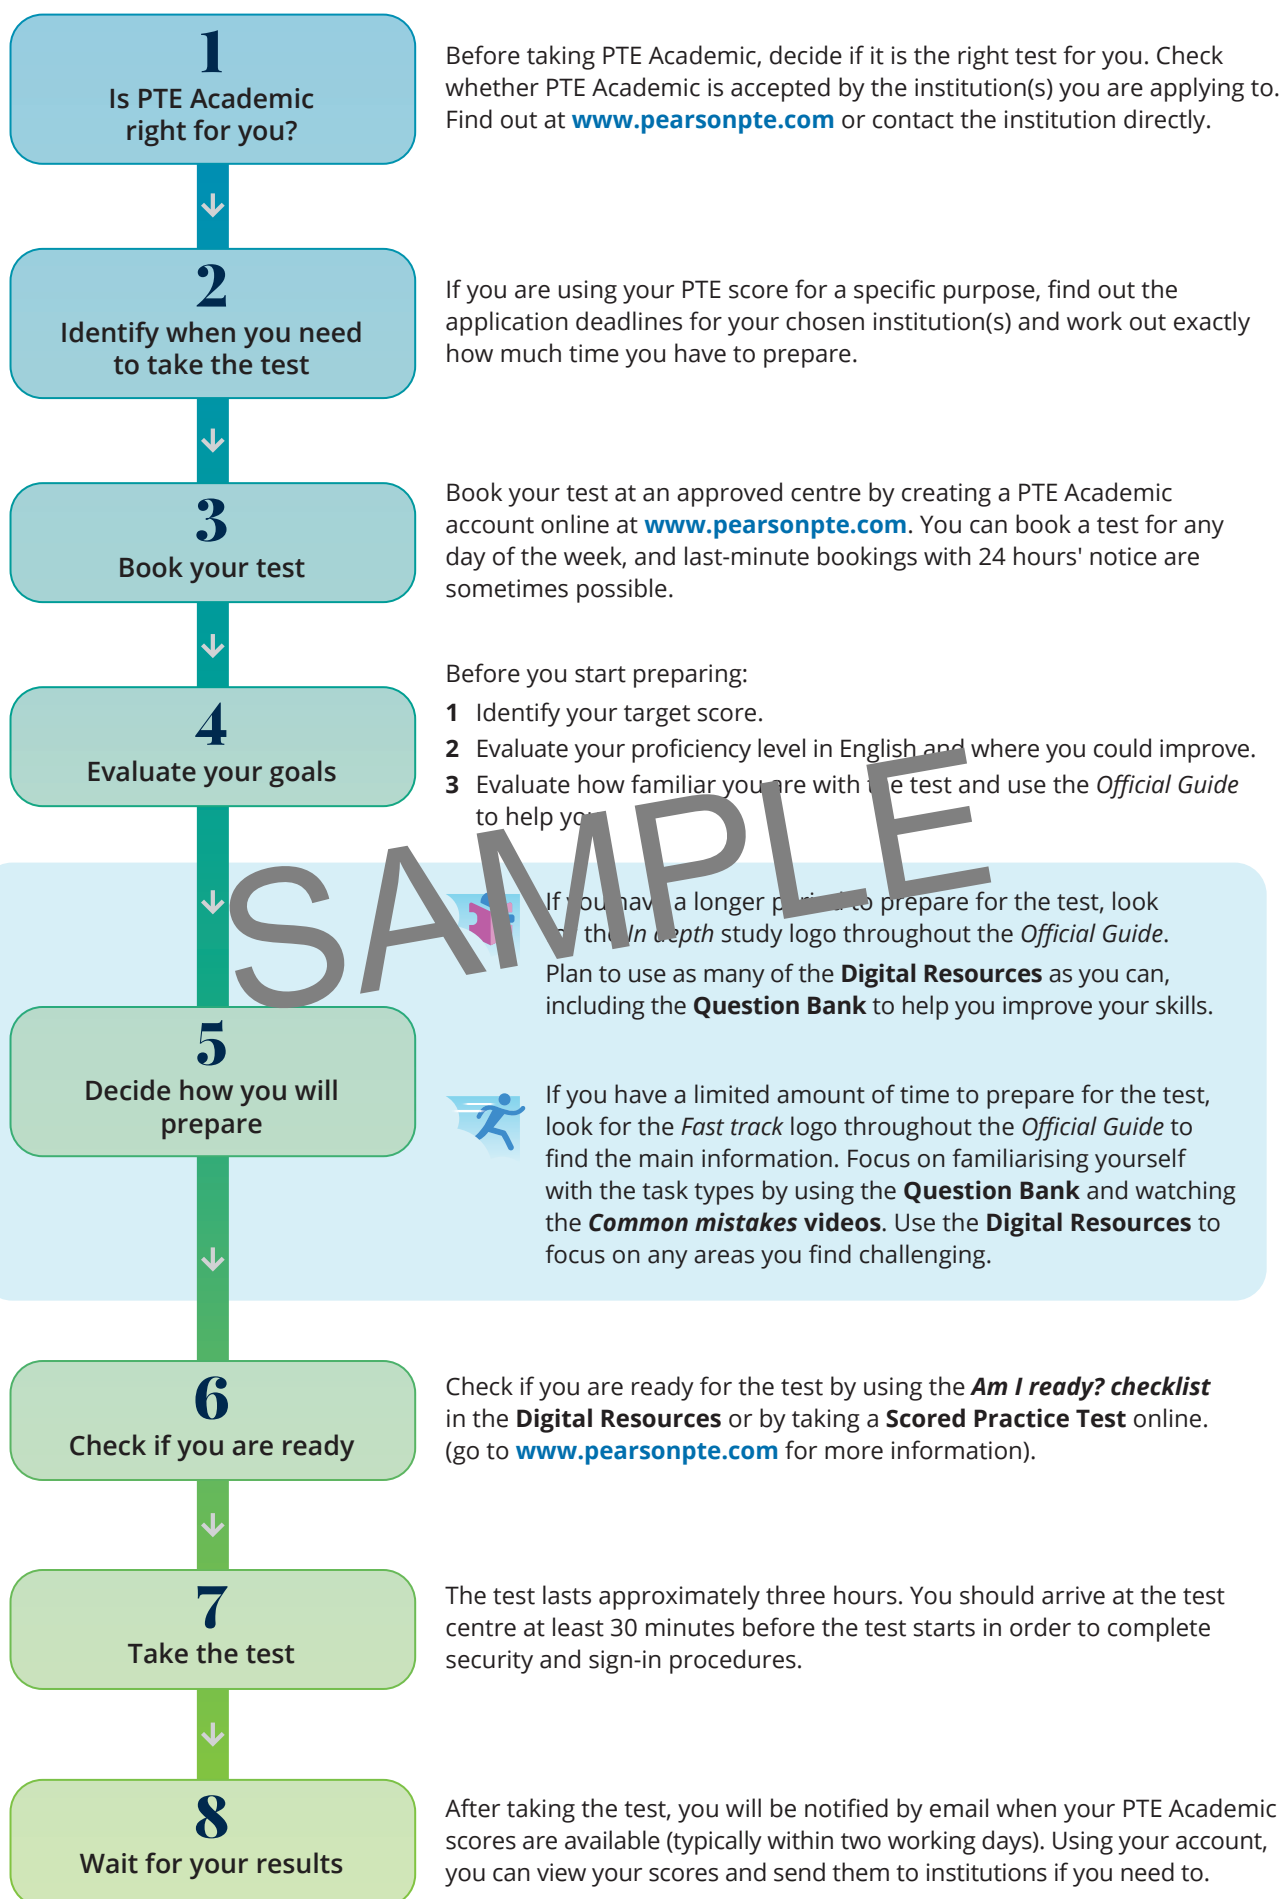 1
Is PTE Academic
right for you?
Before taking PTE Academic, decide if it is the right test for you. Check
whether PTE Academic is accepted by the institution(s) you are applying to.
Find out at www.pearsonpte.com or contact the institution directly.
2
Identify when you need
to take the test
If you are using your PTE score for a specific purpose, find out the
application deadlines for your chosen institution(s) and work out exactly
how much time you have to prepare.
3
Book your test
Book your test at an approved centre by creating a PTE Academic
account online at www.pearsonpte.com. You can book a test for any
day of the week, and last-minute bookings with 24 hours' notice are
sometimes possible.
4
Evaluate your goals
Before you start preparing:
1 Identify your target score.
2 Evaluate your proficiency level in English and where you could improve.
3 Evaluate how familiar you are with the test and use the Official Guide
to help you
SAMPLE
If you have a longer period to prepare for the test, look
the In depth study logo throughout the Official Guide.
Plan to use as many of the Digital Resources as you can,
including the Question Bank to help you improve your skills.
5
Decide how you will
prepare
If you have a limited amount of time to prepare for the test,
look for the Fast track logo throughout the Official Guide to
find the main information. Focus on familiarising yourself
with the task types by using the Question Bank and watching
the Common mistakes videos. Use the Digital Resources to
focus on any areas you find challenging.
6
Check if you are ready
Check if you are ready for the test by using the Am I ready? checklist
in the Digital Resources or by taking a Scored Practice Test online.
(go to www.pearsonpte.com for more information).
7
Take the test
The test lasts approximately three hours. You should arrive at the test
centre at least 30 minutes before the test starts in order to complete
security and sign-in procedures.
8
Wait for your results
After taking the test, you will be notified by email when your PTE Academic
scores are available (typically within two working days). Using your account,
you can view your scores and send them to institutions if you need to.